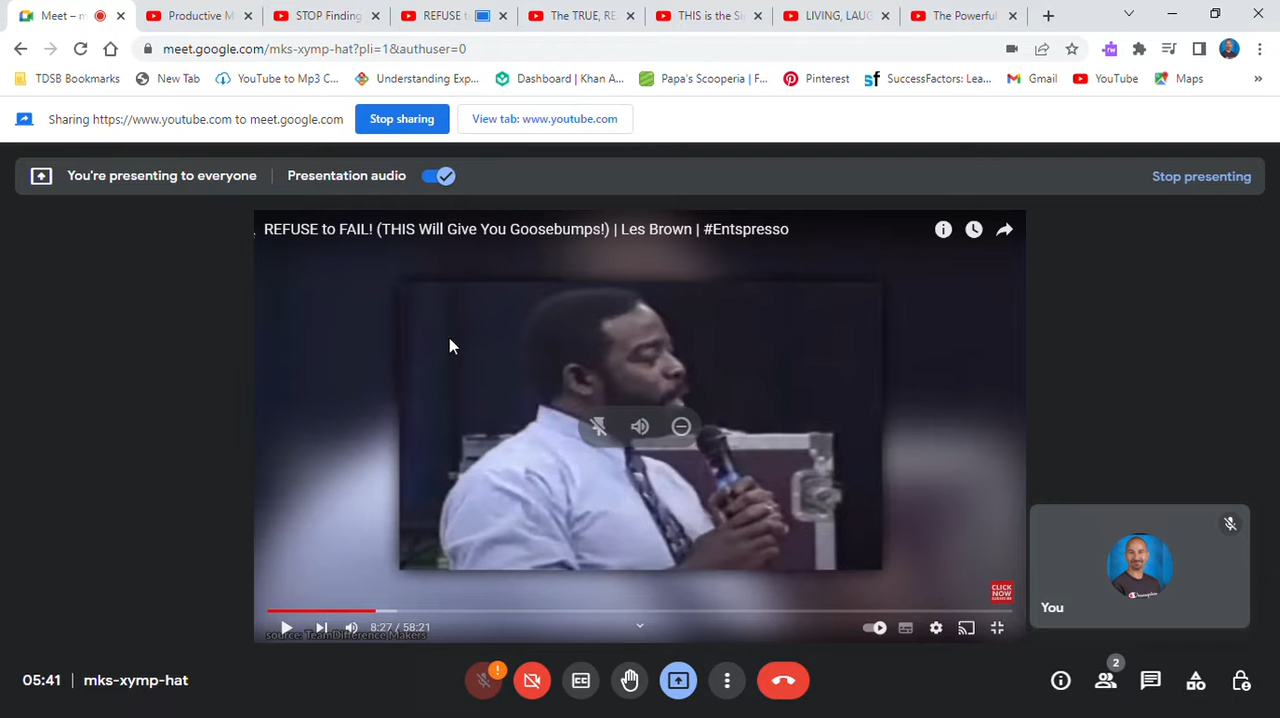 Meet – m
Productive M
STOP Finding
REFUSE t
The TRUE, RE
THIS is the Si
LIVING, LAUG
The Powerful
meet.google.com/mks-xymp-hat?pli=1&authuser=0
TDSB Bookmarks
New Tab
YouTube to Mp3 C...
Understanding Exp...
Dashboard | Khan A...
Papa's Scooperia | F...
Pinterest
SuccessFactors: Lea...
Gmail
YouTube
Maps
»
Sharing https://www.youtube.com to meet.google.com
Stop sharing
View tab: www.youtube.com
You're presenting to everyone
Presentation audio
Stop presenting
REFUSE to FAIL! (THIS Will Give You Goosebumps!) | Les Brown | #Entspresso
CLICK
NOW
SUBSCRIBE
You
8:27 / 58:21
source: TeamDifference Makers
05:41 | mks-xymp-hat
CC
2